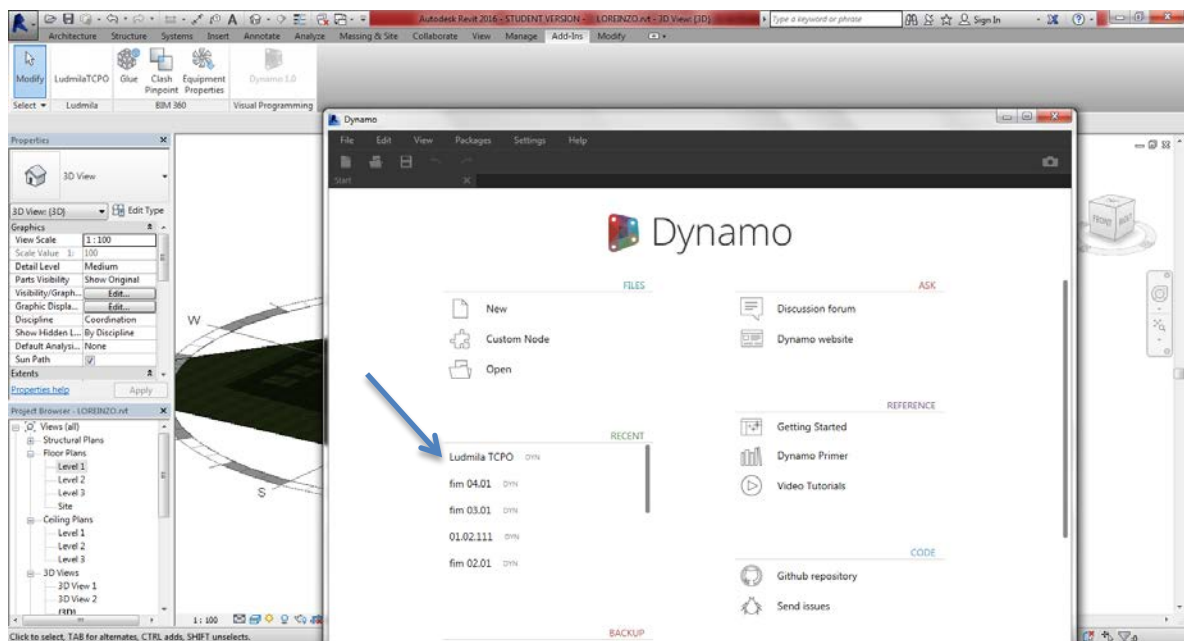 Autodesk Revit 2016 - STUDENT VERSION - LOREINZO.rvt - 3D View: {3D}
Type a keyword or phrase
Sign In
Architecture Structure Systems Insert Annotate Analyze Massing & Site Collaborate View Manage Add-Ins Modify
Modify
LudmilaTCPO
Glue
Clash Pinpoint
Equipment Properties
Dynamo 1.0
Select Ludmila BIM 360 Visual Programming
Properties
3D View
3D View: {3D} Edit Type
Graphics
View Scale 1 : 100
Scale Value 1: 100
Detail Level Medium
Parts Visibility Show Original
Visibility/Graph... Edit...
Graphic Displa... Edit...
Discipline Coordination
Show Hidden L... By Discipline
Default Analysi... None
Sun Path
Extents
Properties help Apply
Project Browser - LOREINZO.rvt
Views (all)
Structural Plans
Floor Plans
Level 1
Level 2
Level 3
Site
Ceiling Plans
Level 1
Level 2
Level 3
3D Views
3D View 1
3D View 2
{3D}
W
S
1 : 100
Click to select, TAB for alternates, CTRL adds, SHIFT unselects.
Dynamo
File Edit View Packages Settings Help
Start
Dynamo
FILES
New
Custom Node
Open
RECENT
Ludmila TCPO DYN
fim 04.01 DYN
fim 03.01 DYN
01.02.111 DYN
fim 02.01 DYN
BACKUP
ASK
Discussion forum
Dynamo website
REFERENCE
Getting Started
Dynamo Primer
Video Tutorials
CODE
Github repository
Send issues
FRONT